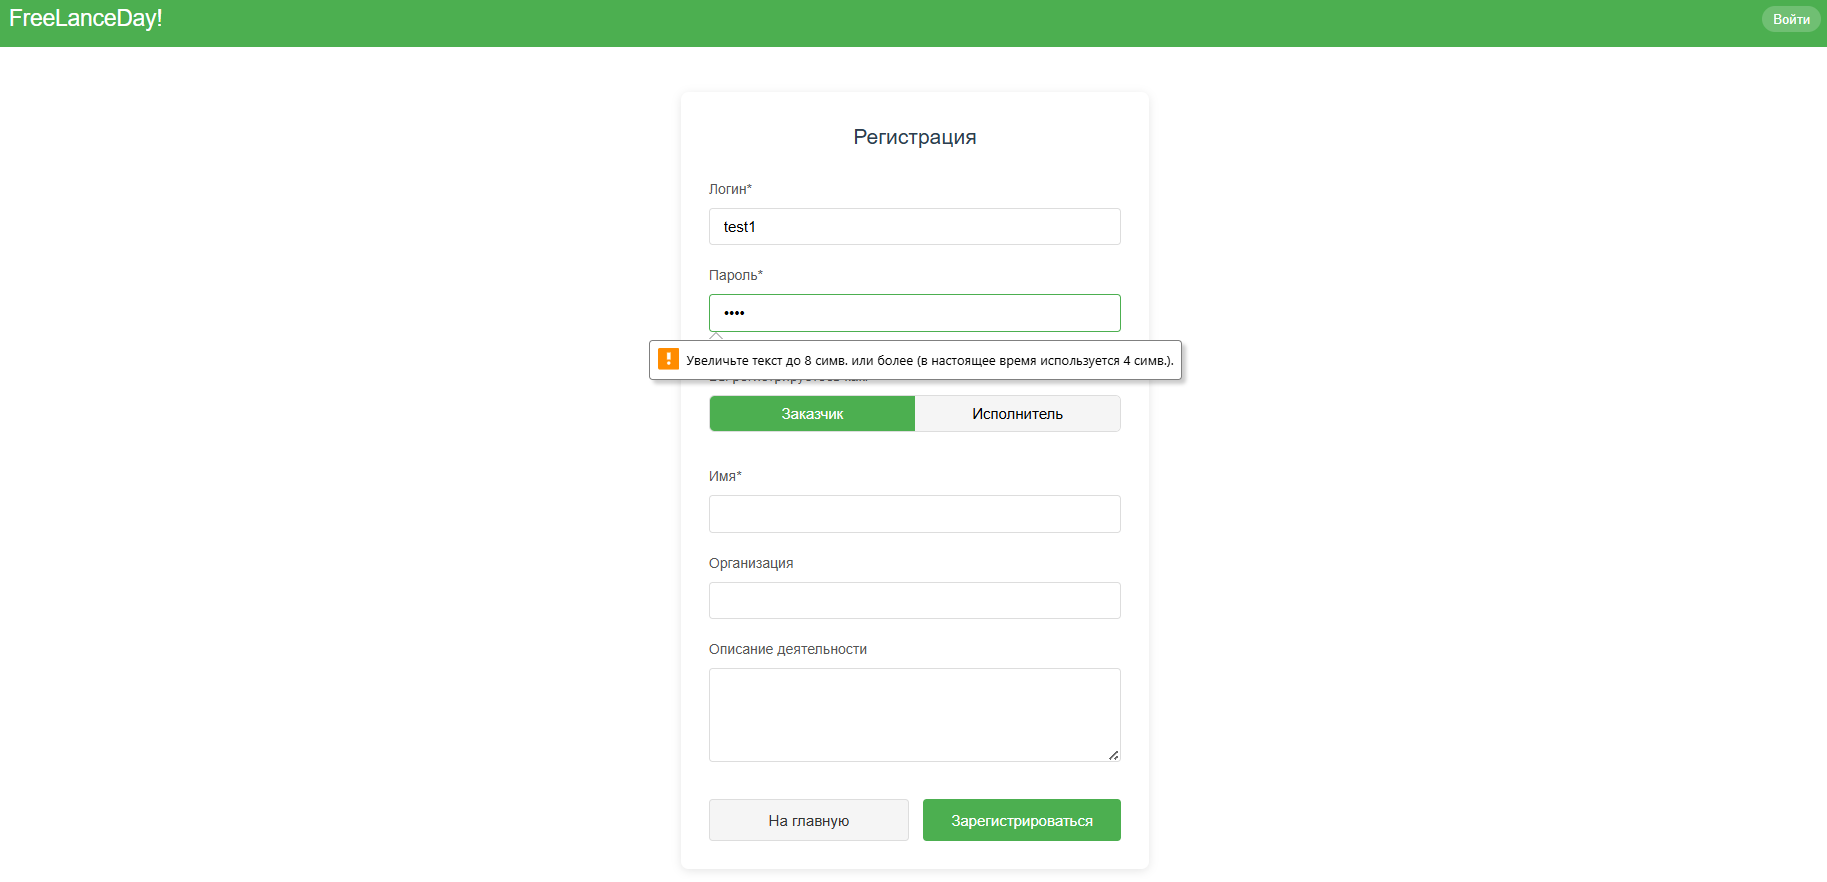 FreeLanceDay!
Войти
Регистрация
Логин*
test1
Пароль*
••••
Увеличьте текст до 8 симв. или более (в настоящее время используется 4 симв.).
Заказчик
Исполнитель
Имя*
Организация
Описание деятельности
На главную
Зарегистрироваться